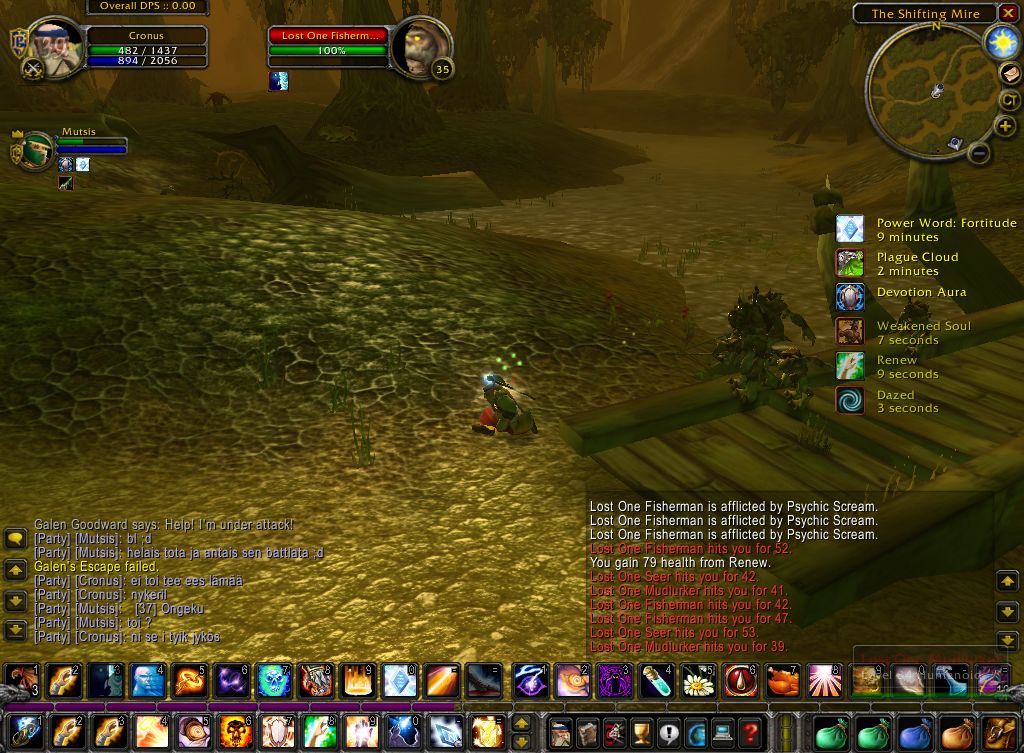 Overall DPS :: 0.00
Cronus
482 / 1437
894 / 2056
Lost One Fisherm...
100%
35
The Shifting Mire
N
Mutsis
Power Word: Fortitude
9 minutes
Plague Cloud
2 minutes
Devotion Aura
Weakened Soul
7 seconds
Renew
9 seconds
Dazed
3 seconds
Galen Goodward says: Help! I'm under attack!
[Party] [Mutsis]: bl ;d
[Party] [Mutsis]: helais tota ja antais sen battlata ;d
Galen's Escape failed.
[Party] [Cronus]: ei toi tee ees lämää
[Party] [Cronus]: nykeril
[Party] [Mutsis]: [37] Ongeku
[Party] [Mutsis]: toi ?
[Party] [Cronus]: ni se i tyik jykös
Lost One Fisherman is afflicted by Psychic Scream.
Lost One Fisherman is afflicted by Psychic Scream.
Lost One Fisherman is afflicted by Psychic Scream.
Lost One Fisherman hits you for 52.
You gain 79 health from Renew.
Lost One Seer hits you for 42.
Lost One Mudlurker hits you for 41.
Lost One Fisherman hits you for 42.
Lost One Fisherman hits you for 47.
Lost One Seer hits you for 53.
Lost One Mudlurker hits you for 39.